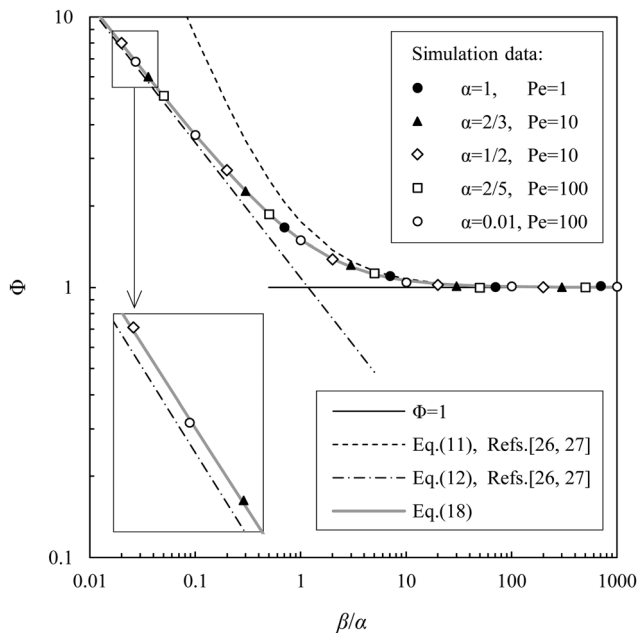 10
1
0.1
Φ
0.01
0.1
1
10
100
1000
β/α
Simulation data:
α=1, Pe=1
α=2/3, Pe=10
α=1/2, Pe=10
α=2/5, Pe=100
α=0.01, Pe=100
Φ=1
Eq.(11), Refs.[26, 27]
Eq.(12), Refs.[26, 27]
Eq.(18)